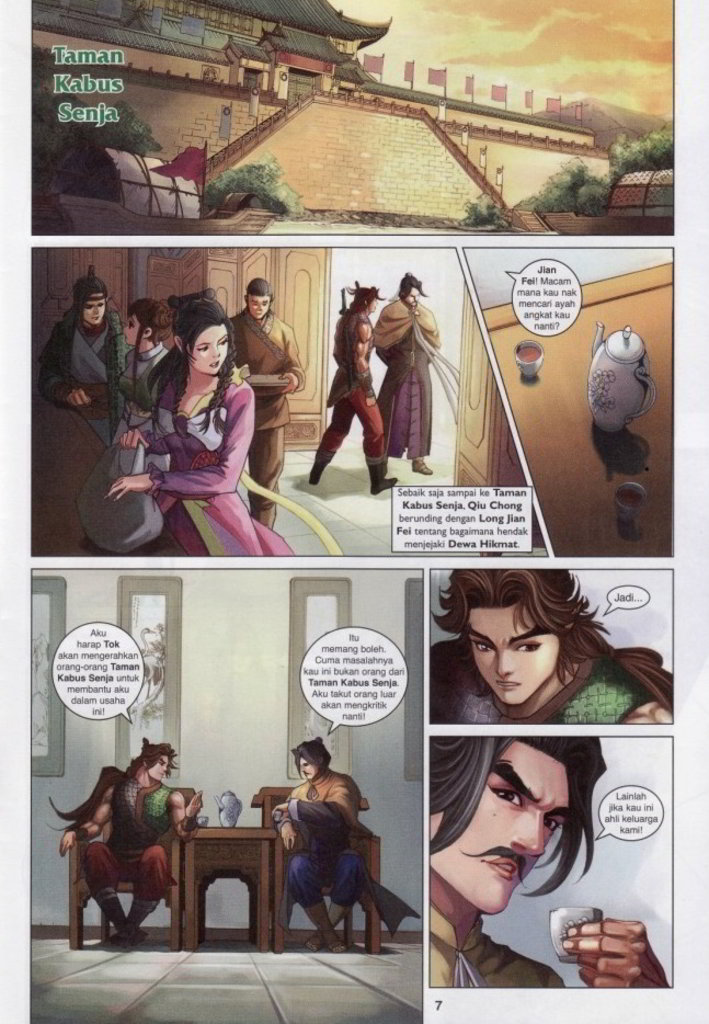 Taman
Kabus
Senja
Jian
Fei! Macam
mana kau nak
mencari ayah
angkat kau
nanti?
Sebaik saja sampai ke Taman
Kabus Senja, Qiu Chong
berunding dengan Long Jian
Fei tentang bagaimana hendak
menjejaki Dewa Hikmat.
Aku
harap Tok
akan mengerahkan
orang-orang Taman
Kabus Senja untuk
membantu aku
dalam usaha
ini!
Itu
memang boleh.
Cuma masalahnya
kau ini bukan orang dari
Taman Kabus Senja.
Aku takut orang luar
akan mengkritik
nanti!
Jadi...
Lainlah
jika kau ini
ahli keluarga
kami!
7